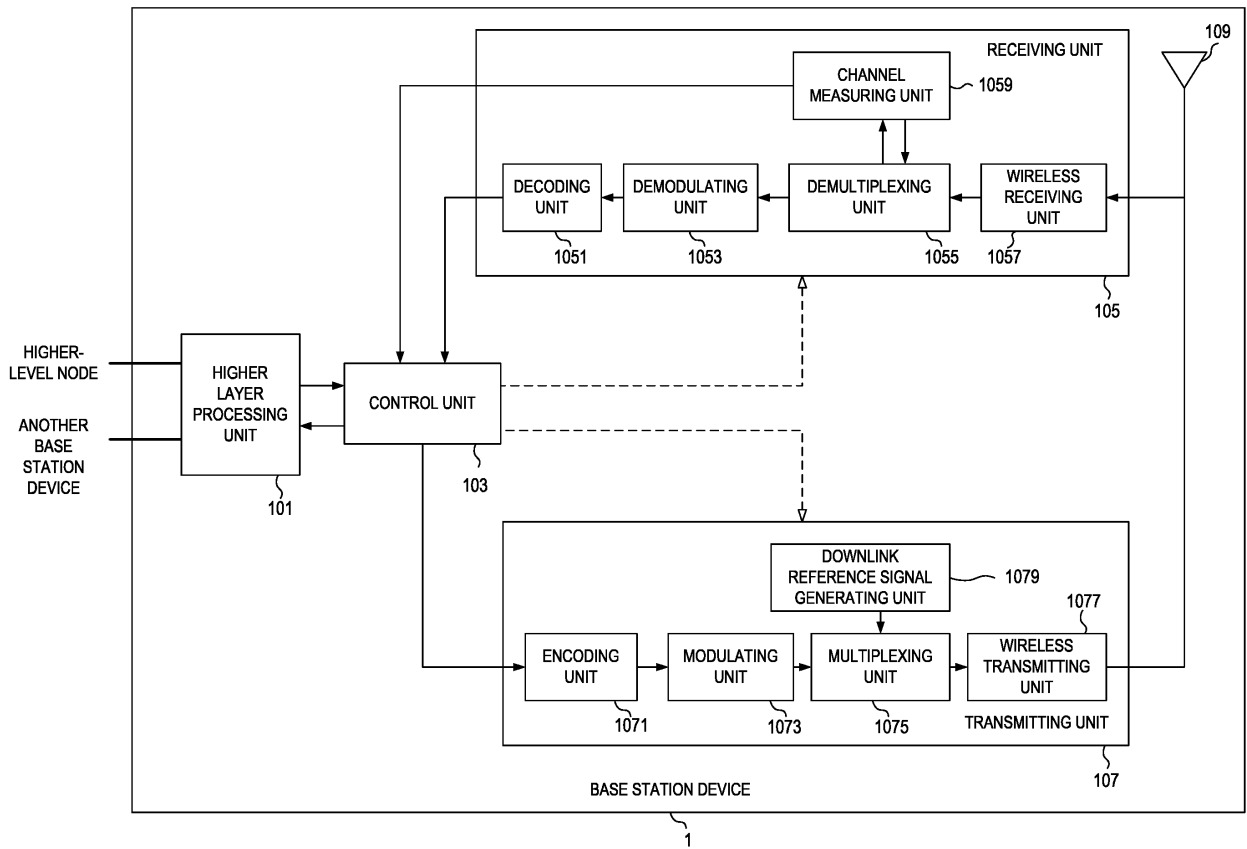 109
RECEIVING UNIT
CHANNEL
MEASURING UNIT
1059
DECODING
UNIT
DEMODULATING
UNIT
DEMULTIPLEXING
UNIT
WIRELESS
RECEIVING
UNIT
1051
1053
1055
1057
105
HIGHER-
LEVEL NODE
ANOTHER
BASE
STATION
DEVICE
HIGHER
LAYER
PROCESSING
UNIT
101
CONTROL UNIT
103
DOWNLINK
REFERENCE SIGNAL
GENERATING UNIT
1079
1077
ENCODING
UNIT
MODULATING
UNIT
MULTIPLEXING
UNIT
WIRELESS
TRANSMITTING
UNIT
1071
1073
1075
TRANSMITTING UNIT
107
BASE STATION DEVICE
1